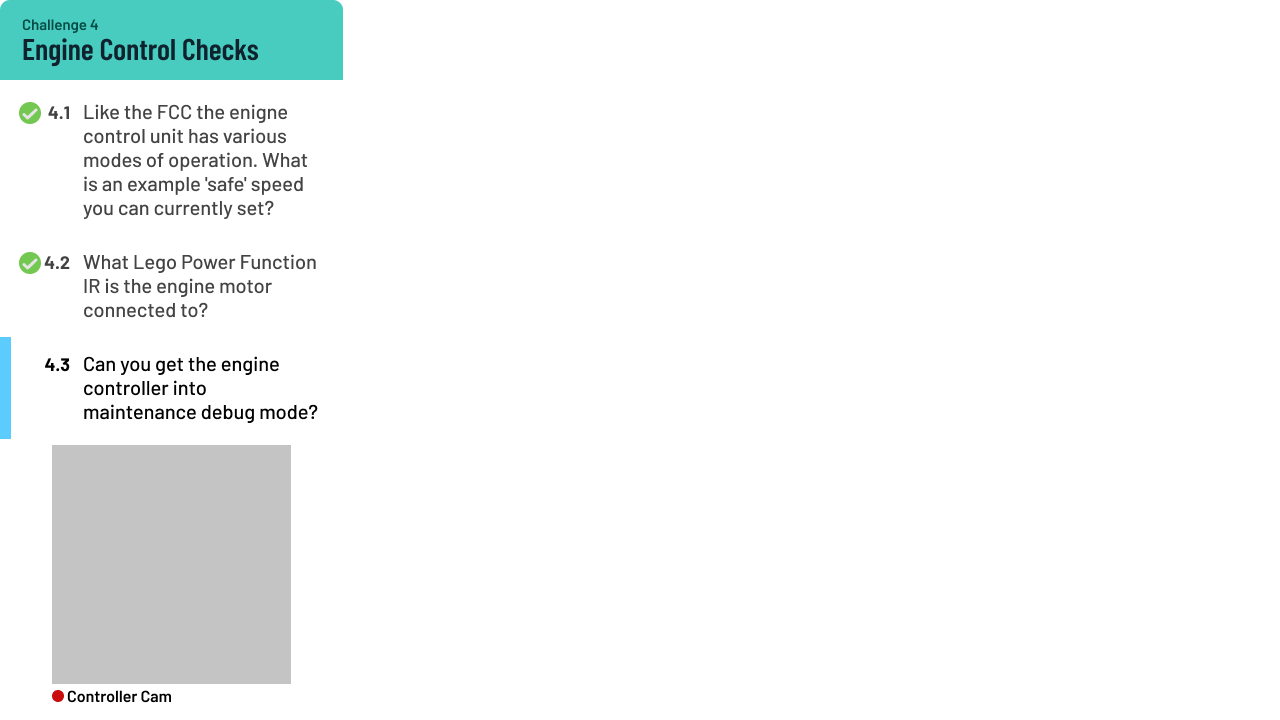 Challenge 4
Engine Control Checks
4.1 Like the FCC the enigne
control unit has various
modes of operation. What
is an example 'safe' speed
you can currently set?
4.2 What Lego Power Function
IR is the engine motor
connected to?
4.3 Can you get the engine
controller into
maintenance debug mode?
Controller Cam